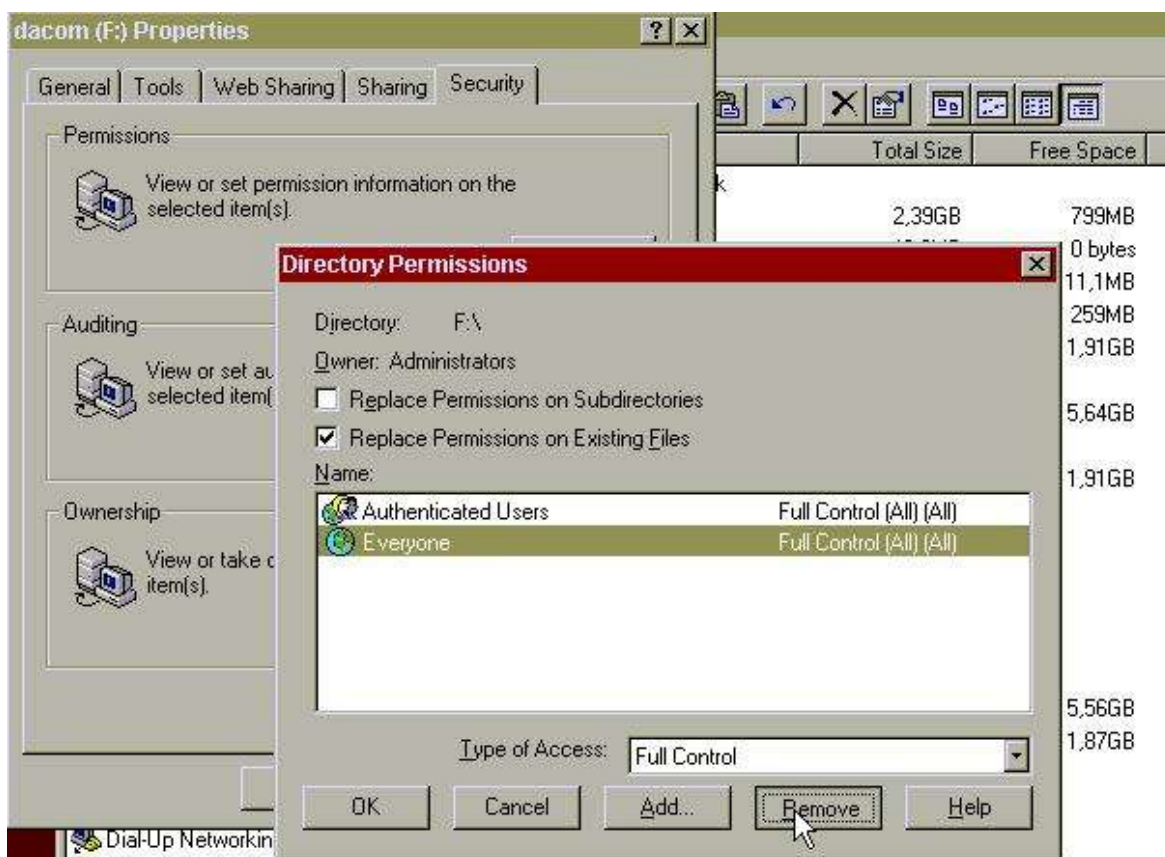 dacom (F:) Properties
General Tools Web Sharing Sharing Security
Permissions
View or set permission information on the
selected item(s).
Auditing
View or set au
selected item(
Ownership
View or take o
item(s).
Total Size Free Space
k
2,39GB 799MB
0 bytes
11,1MB
259MB
1,91GB
5,64GB
1,91GB
5,56GB
1,87GB
Directory Permissions
Directory: F:\
Owner: Administrators
Replace Permissions on Subdirectories
Replace Permissions on Existing Files
Name:
Authenticated Users Full Control (All) (All)
Everyone Full Control (All) (All)
Type of Access: Full Control
OK Cancel Add... Remove Help
Dial-Up Networkin